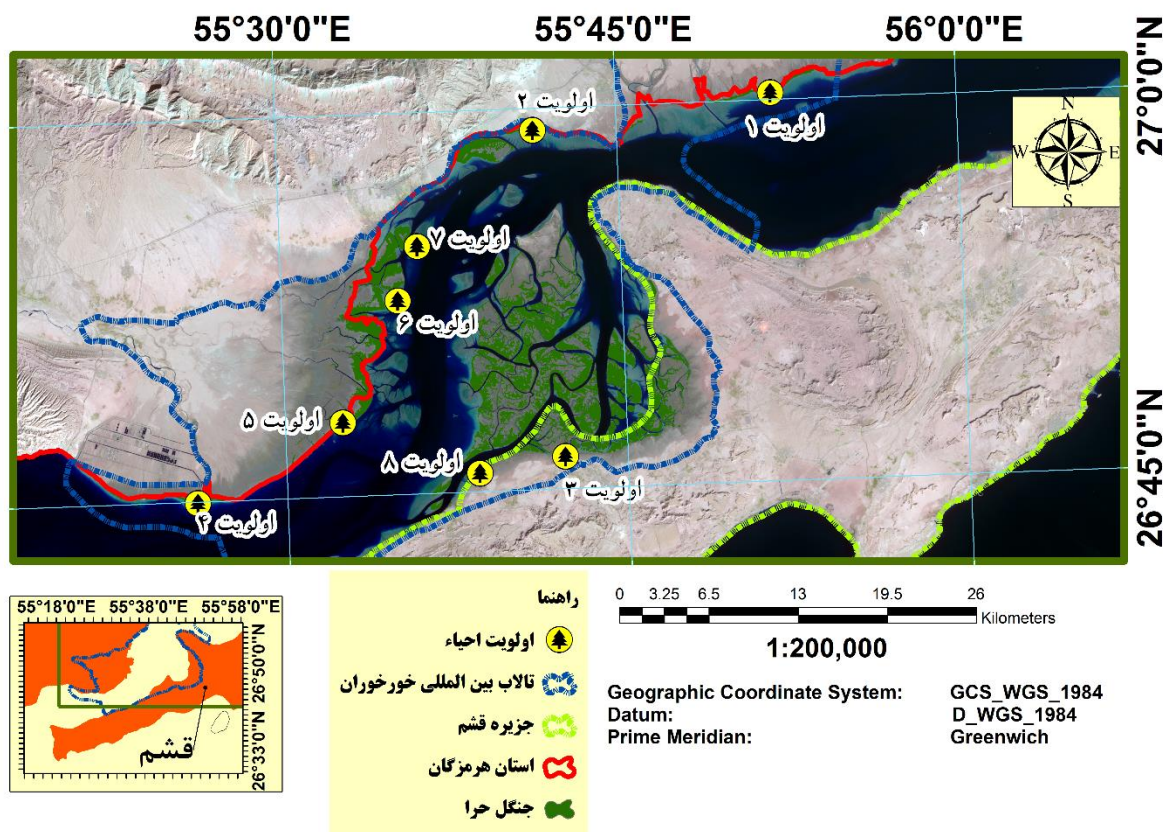 55°30'0"E 55°45'0"E 56°0'0"E
27°0'0"N
26°45'0"N
اولویت ۲
اولویت ۱
N
W E
S
اولویت ۷
اولویت ۶
اولویت ۵
اولویت ۸
اولویت ۳
اولویت ۴
55°18'0"E 55°38'0"E 55°58'0"E
26°50'0"N
26°33'0"N
قشم
راهنما
اولویت احیاء
تالاب بین المللی خورخوران
جزیره قشم
استان هرمزگان
جنگل حرا
0 3.25 6.5 13 19.5 26
Kilometers
1:200,000
Geographic Coordinate System: GCS_WGS_1984
Datum: D_WGS_1984
Prime Meridian: Greenwich